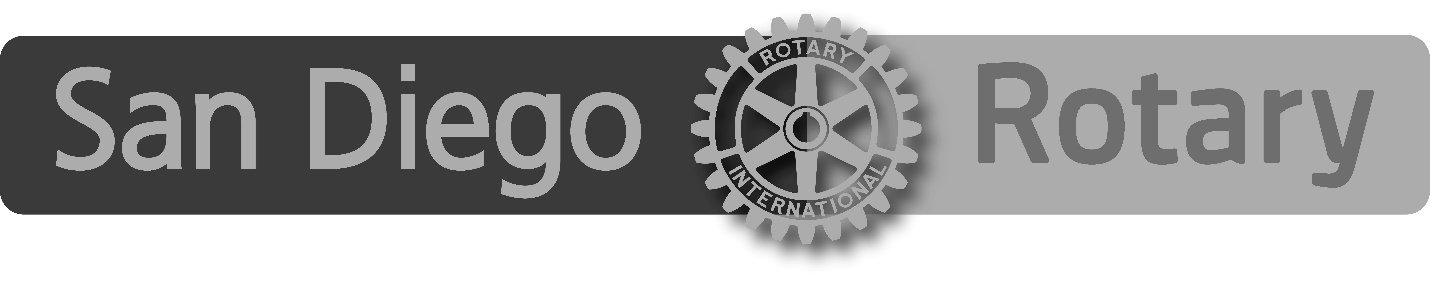 San Diego
ROTARY
INTERNATIONAL
Rotary